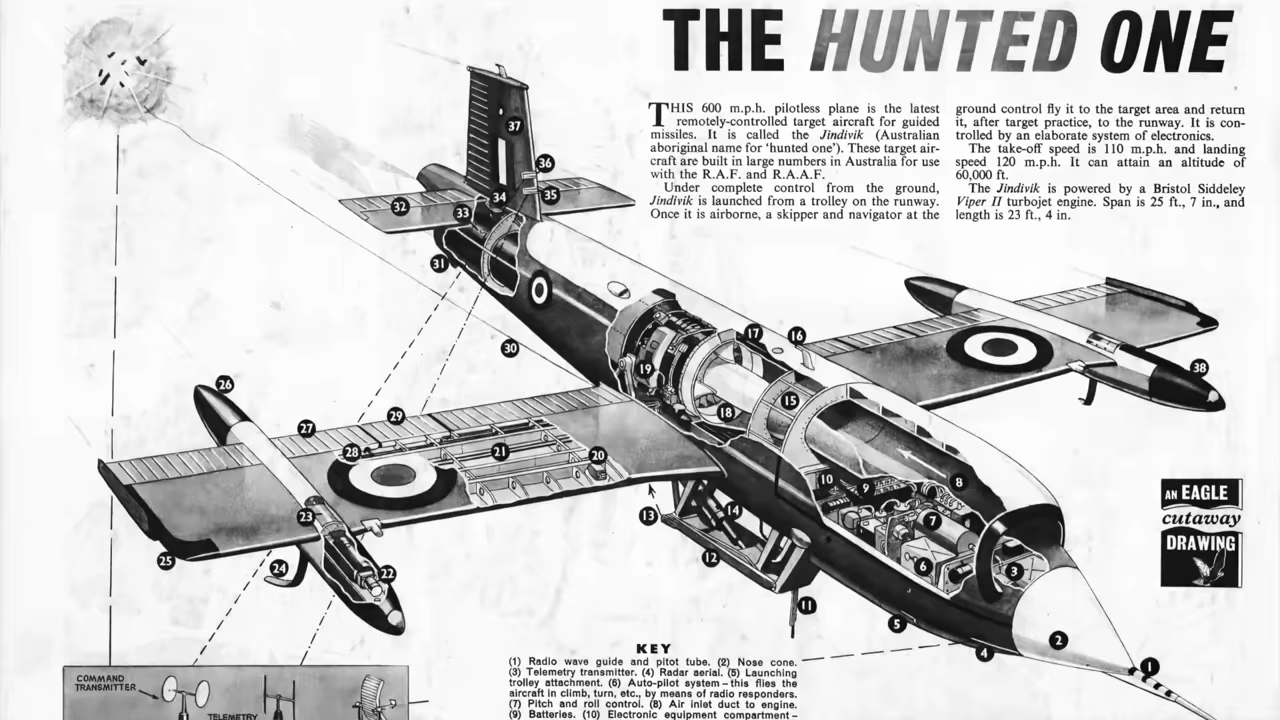 THE HUNTED ONE
THIS 600 m.p.h. pilotless plane is the latest
remotely-controlled target aircraft for guided
missiles. It is called the Jindivik (Australian
aboriginal name for 'hunted one'). These target air-
craft are built in large numbers in Australia for use
with the R.A.F. and R.A.A.F.
Under complete control from the ground,
Jindivik is launched from a trolley on the runway.
Once it is airborne, a skipper and navigator at the
ground control fly it to the target area and return
it, after target practice, to the runway. It is con-
trolled by an elaborate system of electronics.
The take-off speed is 110 m.p.h. and landing
speed 120 m.p.h. It can attain an altitude of
60,000 ft.
The Jindivik is powered by a Bristol Siddeley
Viper II turbojet engine. Span is 25 ft., 7 in., and
length is 23 ft., 4 in.
37
36
35
34
33
32
31
30
17
16
38
19
15
18
26
27
29
28
21
20
10
9
8
7
6
3
23
13
14
12
25
24
22
11
5
4
2
1
AN EAGLE
cutaway
DRAWING
KEY
(1) Radio wave guide and pitot tube. (2) Nose cone.
(3) Telemetry transmitter. (4) Radar aerial. (5) Launching
trolley attachment. (6) Auto-pilot system—this flies the
aircraft in climb, turn, etc., by means of radio responders.
(7) Pitch and roll control. (8) Air inlet duct to engine.
(9) Batteries. (10) Electronic equipment compartment—
COMMAND
TRANSMITTER
TELEMETRY